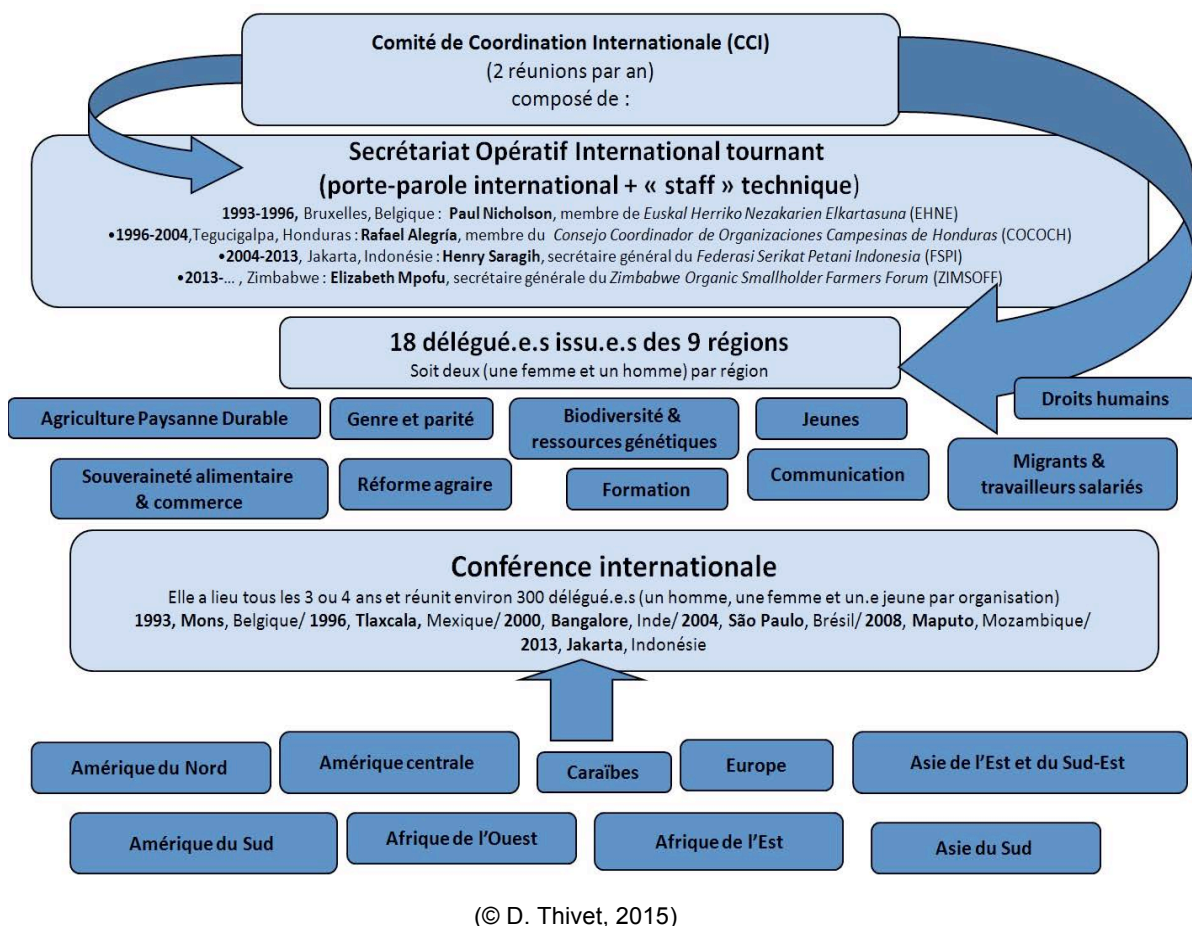 Comité de Coordination Internationale (CCI)
(2 réunions par an)
composé de :
Secrétariat Opératif International tournant
(porte-parole international + « staff » technique)
1993-1996, Bruxelles, Belgique : Paul Nicholson, membre de Euskal Herriko Nezakarien Elkartasuna (EHNE)
•1996-2004,Tegucigalpa, Honduras : Rafael Alegría, membre du Consejo Coordinador de Organizaciones Campesinas de Honduras (COCOCH)
•2004-2013, Jakarta, Indonésie : Henry Saragih, secrétaire général du Federasi Serikat Petani Indonesia (FSPI)
•2013-... , Zimbabwe : Elizabeth Mpofu, secrétaire générale du Zimbabwe Organic Smallholder Farmers Forum (ZIMSOFF)
18 délégué.e.s issu.e.s des 9 régions
Soit deux (une femme et un homme) par région
Agriculture Paysanne Durable
Genre et parité
Biodiversité &
ressources génétiques
Jeunes
Droits humains
Souveraineté alimentaire
& commerce
Réforme agraire
Formation
Communication
Migrants &
travailleurs salariés
Conférence internationale
Elle a lieu tous les 3 ou 4 ans et réunit environ 300 délégué.e.s (un homme, une femme et un.e jeune par organisation)
1993, Mons, Belgique/ 1996, Tlaxcala, Mexique/ 2000, Bangalore, Inde/ 2004, São Paulo, Brésil/ 2008, Maputo, Mozambique/
2013, Jakarta, Indonésie
Amérique du Nord
Amérique centrale
Caraïbes
Europe
Asie de l'Est et du Sud-Est
Amérique du Sud
Afrique de l'Ouest
Afrique de l'Est
Asie du Sud
(© D. Thivet, 2015)